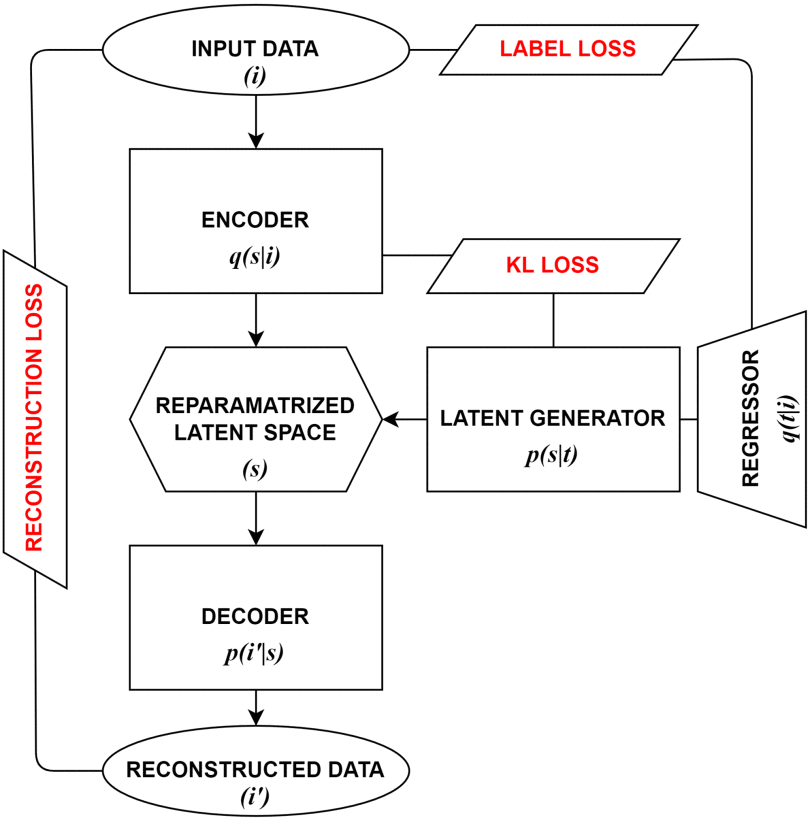 INPUT DATA
(i)
LABEL LOSS
ENCODER
q(s|i)
KL LOSS
RECONSTRUCTION LOSS
REPARAMATRIZED
LATENT SPACE
(s)
LATENT GENERATOR
p(s|t)
REGRESSOR
q(t|i)
DECODER
p(i'|s)
RECONSTRUCTED DATA
(i')